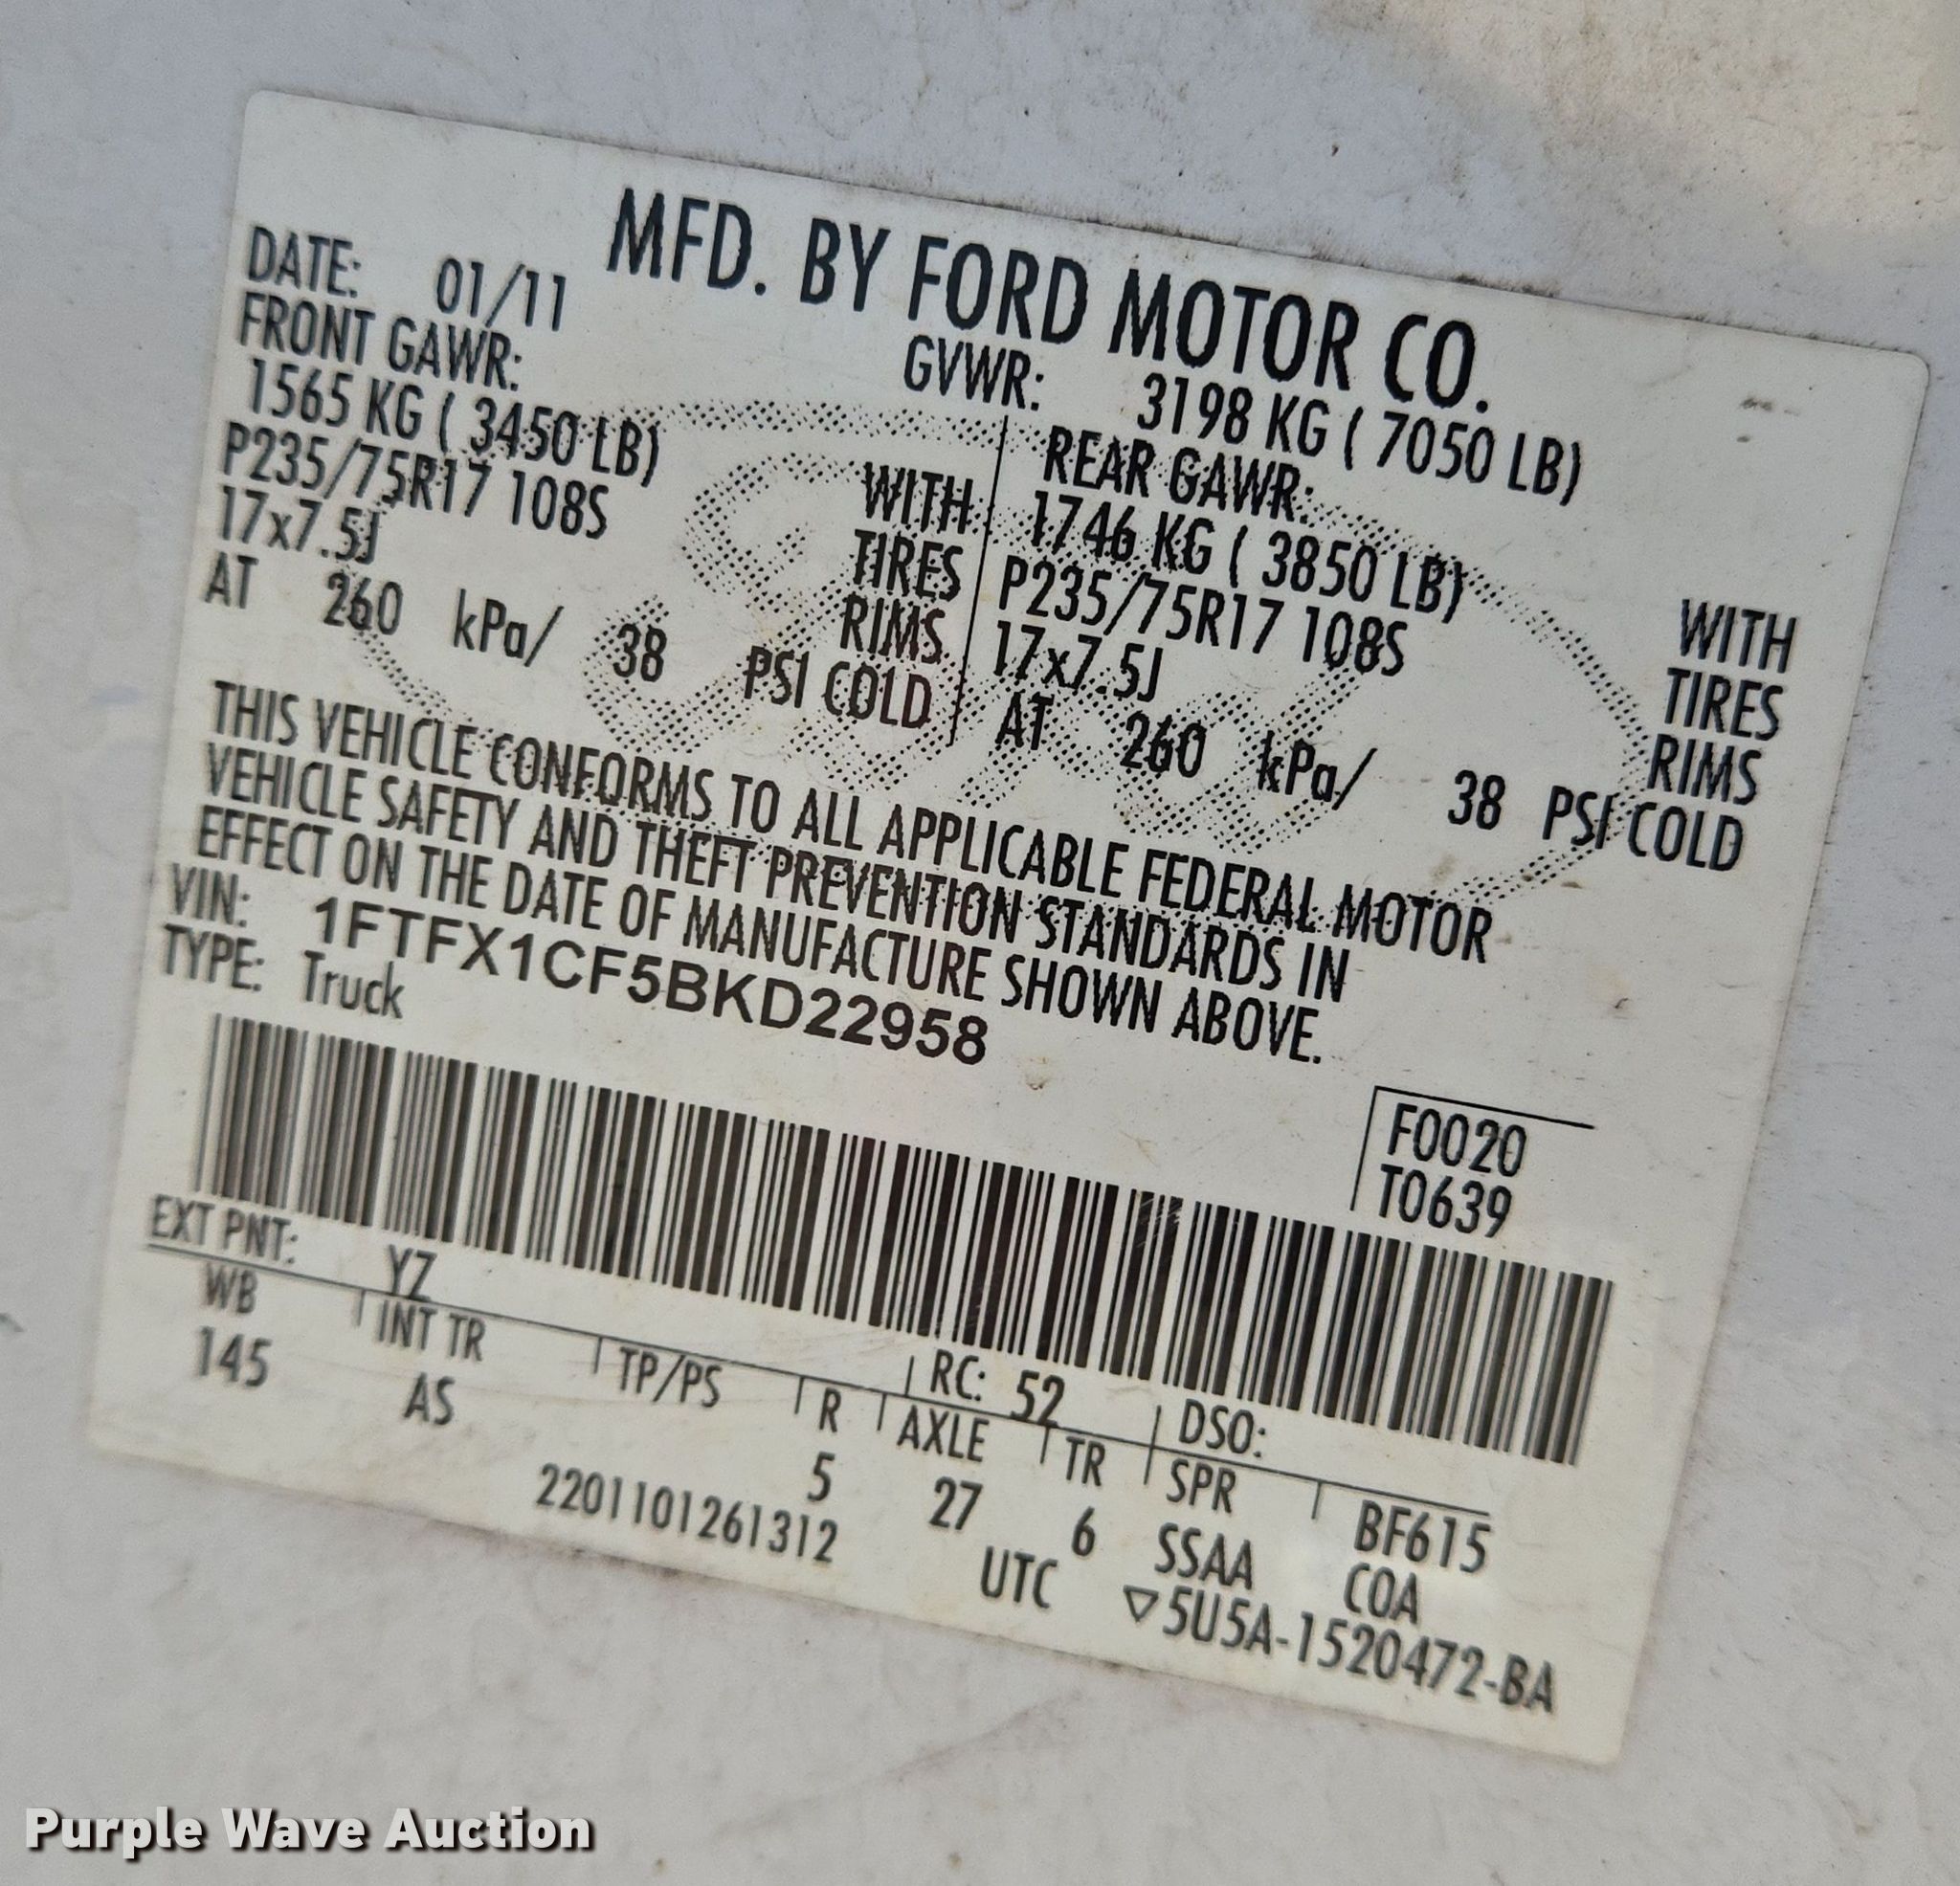 MFD. BY FORD MOTOR CO.
DATE: 01/11 GVWR: 3198 KG ( 7050 LB)
FRONT GAWR: REAR GAWR:
1565 KG ( 3450 LB) WITH 1746 KG ( 3850 LB) WITH
P235/75R17 108S TIRES P235/75R17 108S TIRES
17x7.5J RIMS 17x7.5J RIMS
AT 260 kPa/ 38 PSI COLD AT 260 kPa/ 38 PSI COLD
THIS VEHICLE CONFORMS TO ALL APPLICABLE FEDERAL MOTOR
VEHICLE SAFETY AND THEFT PREVENTION STANDARDS IN
EFFECT ON THE DATE OF MANUFACTURE SHOWN ABOVE.
VIN: 1FTFX1CF5BKD22958
TYPE: Truck
F0020
T0639
EXT PNT: YZ RC: 52 DSO:
WB INT TR TP/PS R AXLE TR SPR BF615
145 AS 5 27 6 SSAA COA
2201101261312 UTC ▽5U5A-1520472-BA
Purple Wave Auction